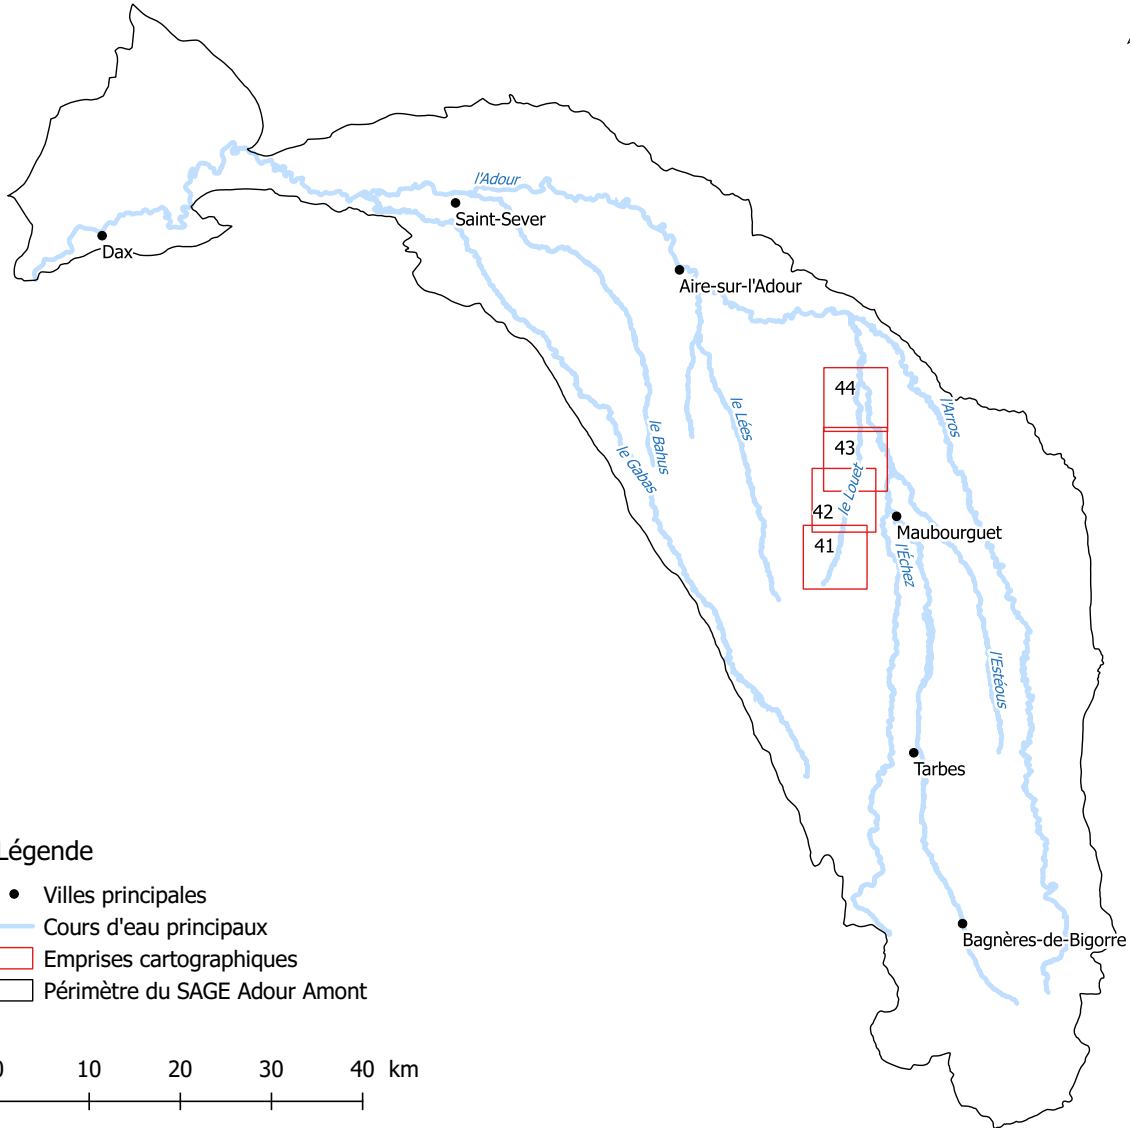 l'Adour
Saint-Sever
Dax
Aire-sur-l'Adour
44
le Lées
l'Arros
le Bahus
43
le Gabas
le Louet
42
Maubourguet
41
l'Échez
l'Estéous
Tarbes
Légende
Villes principales
Cours d'eau principaux
Bagnères-de-Bigorre
Emprises cartographiques
Périmètre du SAGE Adour Amont
0 10 20 30 40 km